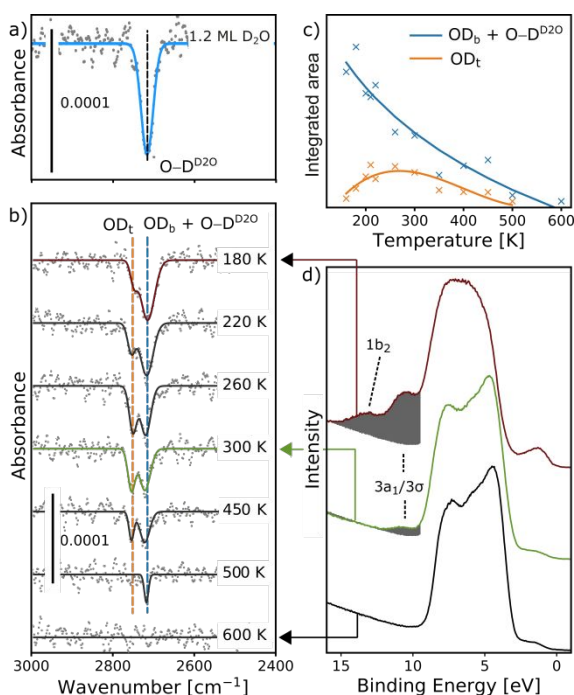 a)
1.2 ML D₂O
0.0001
O–D^D2O
Absorbance
b)
OD_t OD_b + O–D^D2O
180 K
220 K
260 K
300 K
450 K
500 K
600 K
0.0001
Absorbance
3000 2800 2600 2400
Wavenumber [cm⁻¹]
c)
OD_b + O–D^D2O
OD_t
Integrated area
200 300 400 500 600
Temperature [K]
d)
1b₂
3a₁/3σ
Intensity
15 10 5 0
Binding Energy [eV]